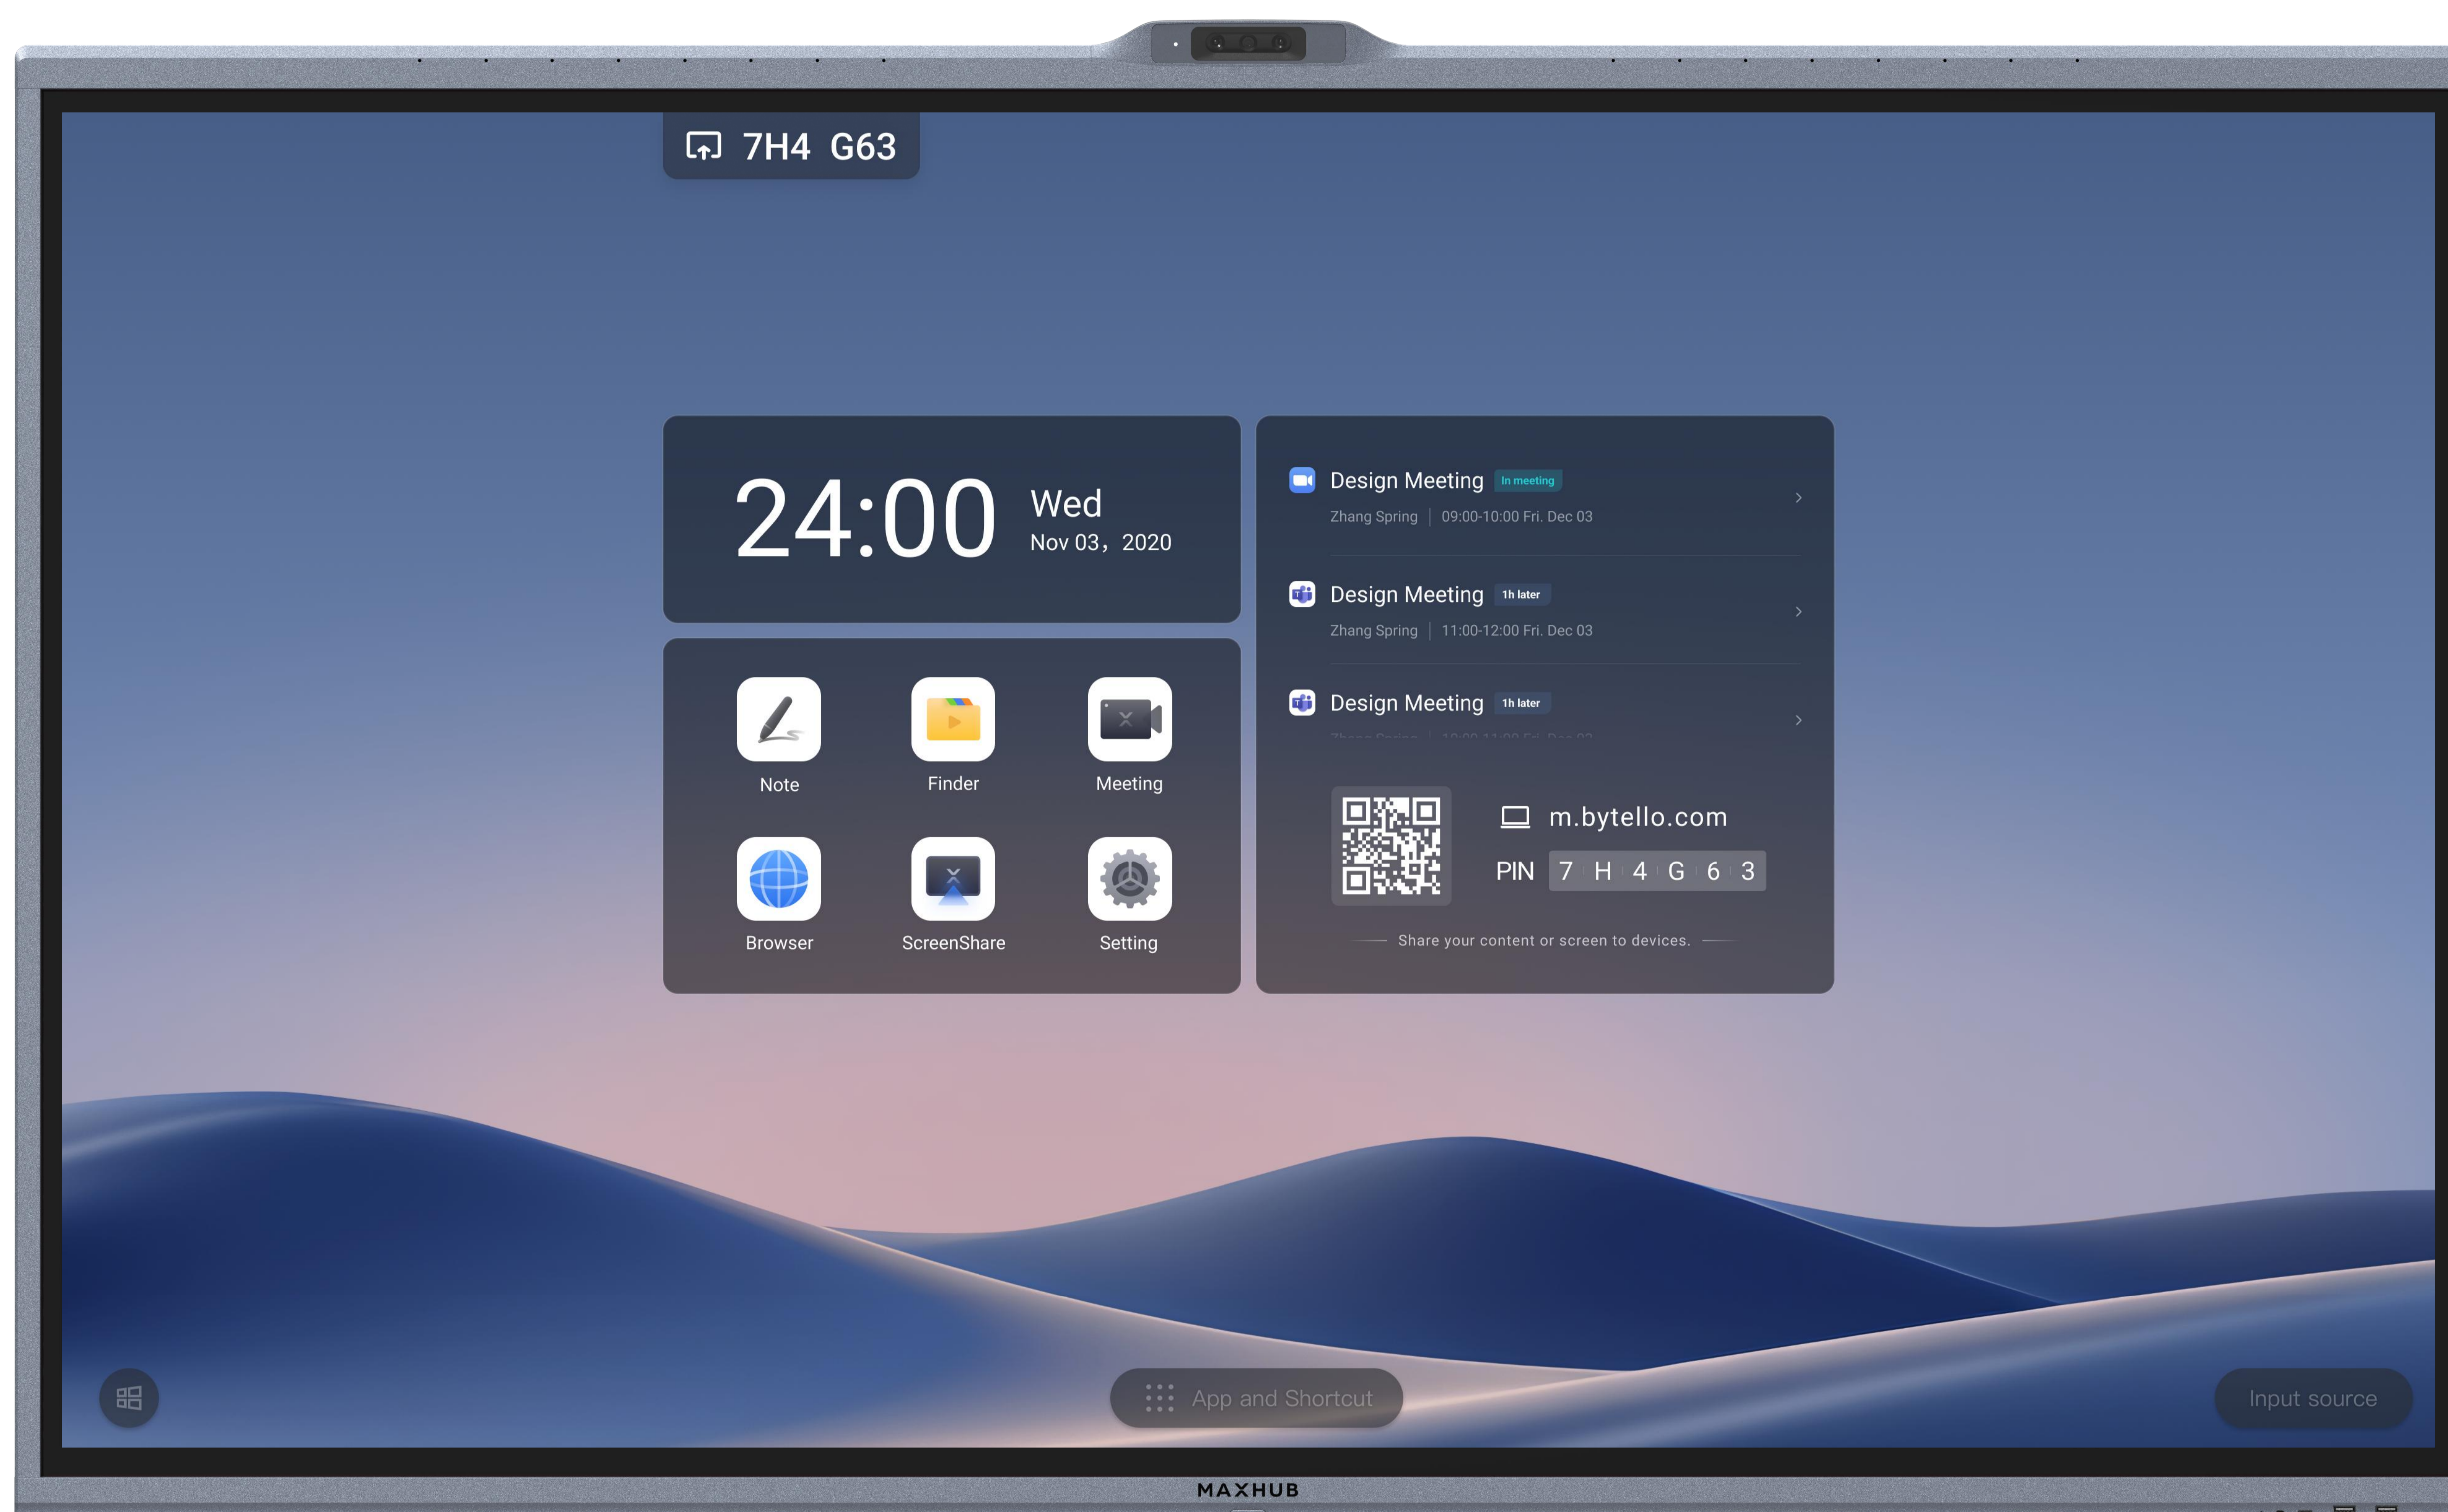 7H4 G63
24:00
Wed
Nov 03, 2020
Note
Finder
Meeting
Browser
ScreenShare
Setting
Design Meeting In meeting
Zhang Spring | 09:00-10:00 Fri. Dec 03
Design Meeting 1h later
Zhang Spring | 11:00-12:00 Fri. Dec 03
Design Meeting 1h later
m.bytello.com
PIN 7 H 4 G 6 3
Share your content or screen to devices.
App and Shortcut
Input source
MAXHUB